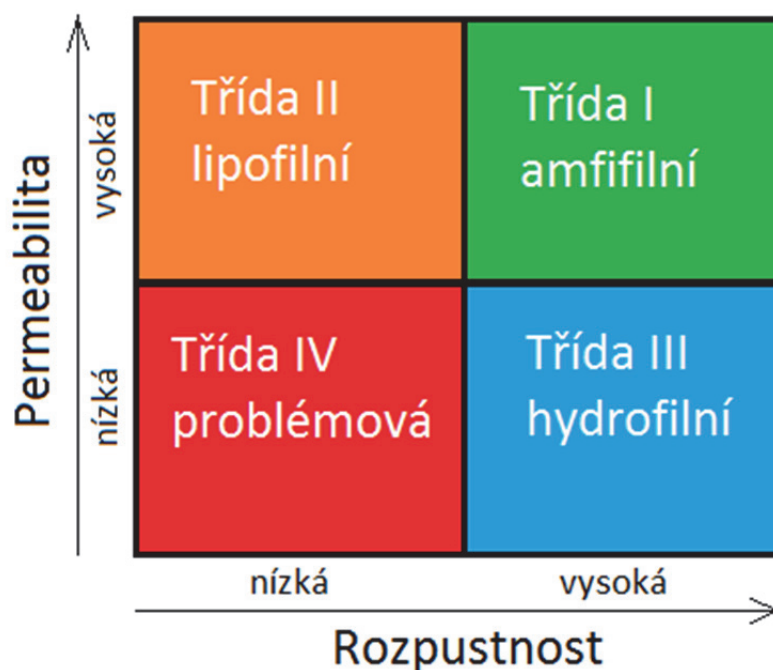 Permeabilita
vysoká
nízká
Třída II
lipofilní
Třída I
amfifilní
Třída IV
problémová
Třída III
hydrofilní
nízká
vysoká
Rozpustnost